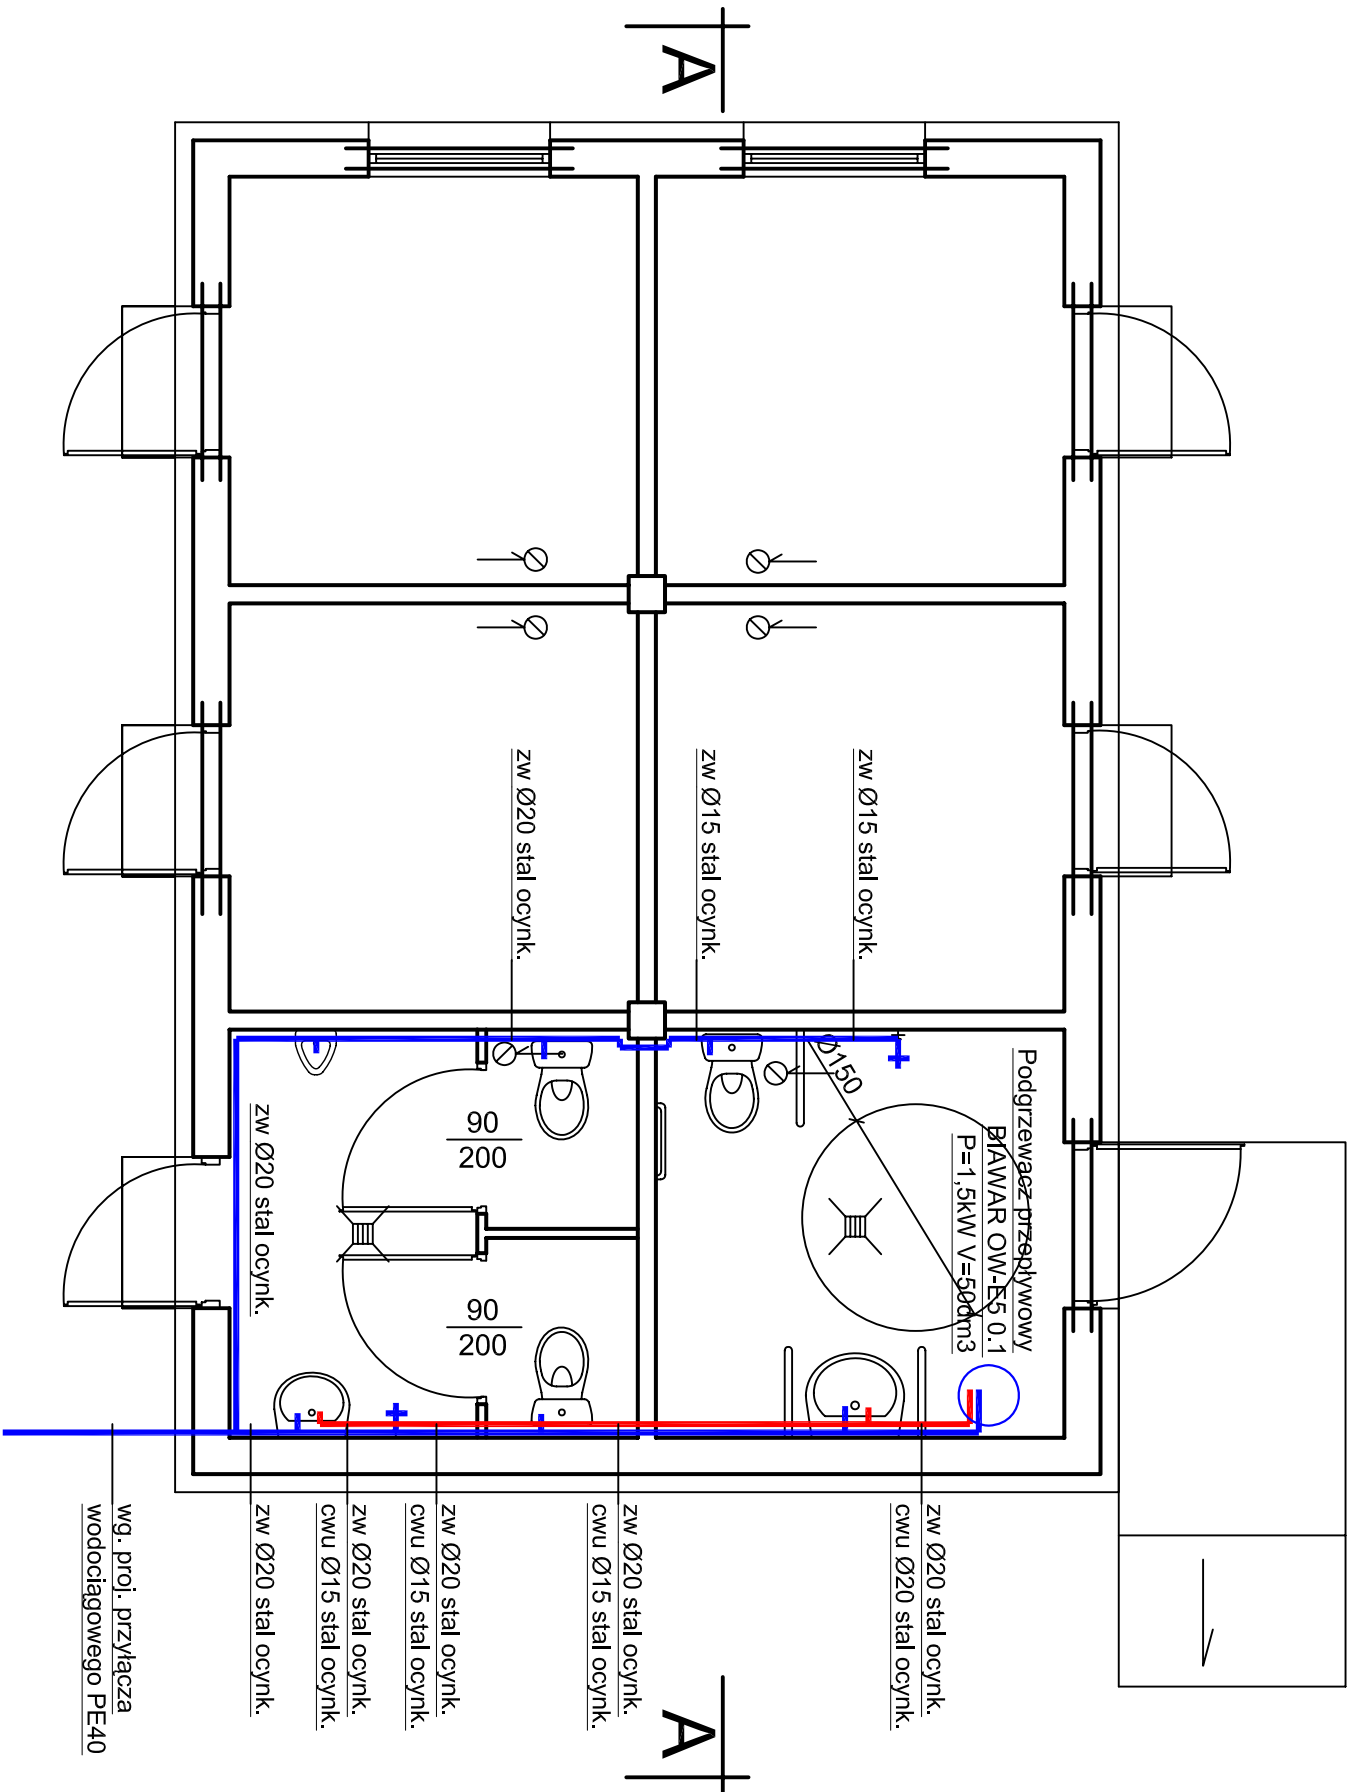 A
zw Ø20 stal ocynk.
zw Ø15 stal ocynk.
zw Ø15 stal ocynk.
Ø150
Podgrzewacz przepływowy
BIAWAR OW-E5 0.1
P=1,5kW V=50dm3
90
200
90
200
zw Ø20 stal ocynk.
zw Ø20 stal ocynk.
cwu Ø20 stal ocynk.
zw Ø20 stal ocynk.
cwu Ø15 stal ocynk.
zw Ø20 stal ocynk.
cwu Ø15 stal ocynk.
zw Ø20 stal ocynk.
cwu Ø15 stal ocynk.
zw Ø20 stal ocynk.
wg. proj. przyłącza
wodociągowego PE40
A